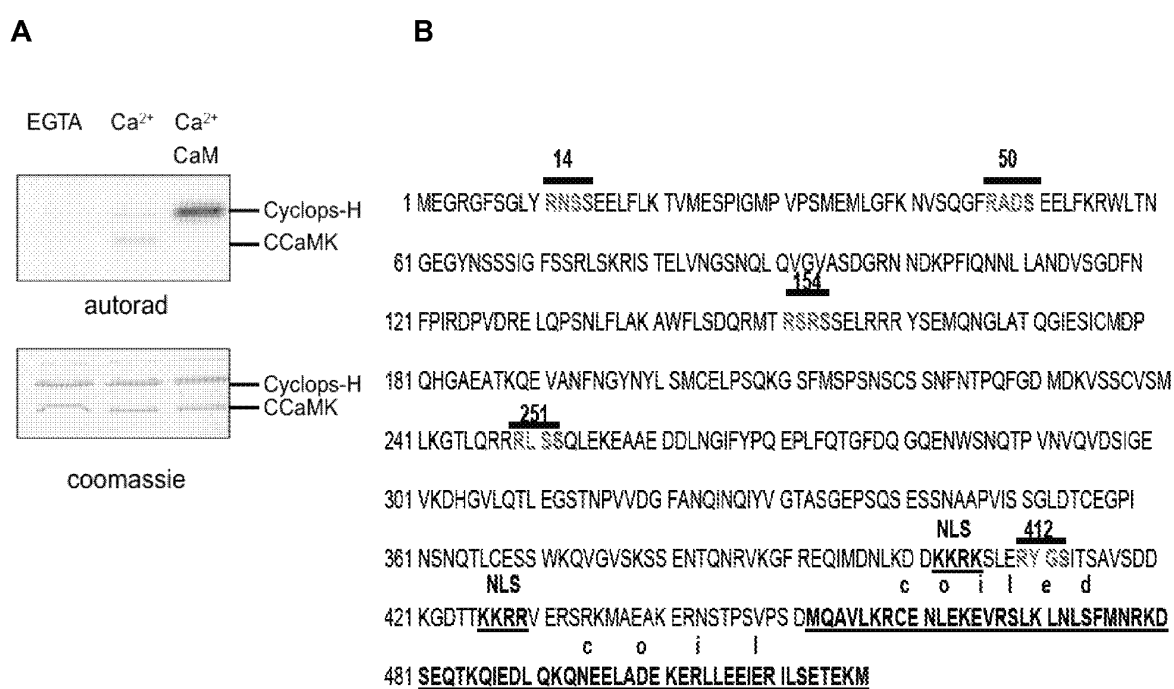 A
B
EGTA Ca²⁺ Ca²⁺
CaM
Cyclops-H
CCaMK
autorad
Cyclops-H
CCaMK
coomassie
14 50
1 MEGRGFSGLY RNSSEELFLK TVMESPIGMP VPSMEMLGFK NVSQGFRADS EELFKRWLTN
61 GEGYNSSSIG FSSRLSKRIS TELVNGSNQL QVGVASDGRN NDKPFIQNNL LANDVSGDFN
154
121 FPIRDPVDRE LQPSNLFLAK AWFLSDQRMT RSRSSELRRR YSEMQNGLAT QGIESICMDP
181 QHGAEATKQE VANFNGYNYL SMCELPSQKG SFMSPSNSCS SNFNTPQFGD MDKVSSCVSM
251
241 LKGTLQRRRL SSQLEKEAAE DDLNGIFYPQ EPLFQTGFDQ GQENWSNQTP VNVQVDSIGE
301 VKDHGVLQTL EGSTNPVVDG FANQINQIYV GTASGEPSQS ESSNAAPVIS SGLDTCEGPI
NLS 412
361 NSNQTLCESS WKQVGVSKSS ENTQNRVKGF REQIMDNLKD DKKRKSLERY GSITSAVSDD
NLS c o i l e d
421 KGDTTKKRRV ERSRKMAEAK ERNSTPSVPS DMQAVLKRCE NLEKEVRSLK LNLSFMNRKD
c o i l
481 SEQTKQIEDL QKQNEELADE KERLLEEIER ILSETEKM